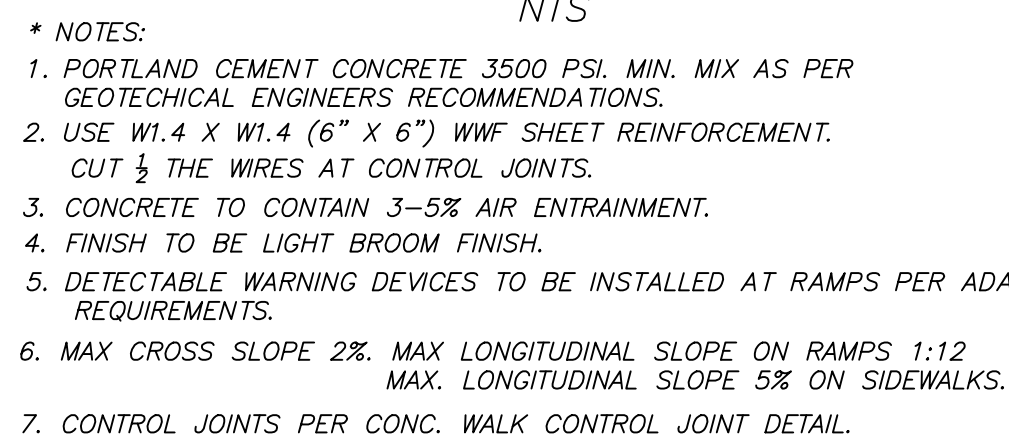 NTS
* NOTES:
1. PORTLAND CEMENT CONCRETE 3500 PSI. MIN. MIX AS PER
GEOTECHICAL ENGINEERS RECOMMENDATIONS.
2. USE W1.4 X W1.4 (6" X 6") WWF SHEET REINFORCEMENT.
CUT ½ THE WIRES AT CONTROL JOINTS.
3. CONCRETE TO CONTAIN 3–5% AIR ENTRAINMENT.
4. FINISH TO BE LIGHT BROOM FINISH.
5. DETECTABLE WARNING DEVICES TO BE INSTALLED AT RAMPS PER ADA
REQUIREMENTS.
6. MAX CROSS SLOPE 2%. MAX LONGITUDINAL SLOPE ON RAMPS 1:12
MAX. LONGITUDINAL SLOPE 5% ON SIDEWALKS.
7. CONTROL JOINTS PER CONC. WALK CONTROL JOINT DETAIL.